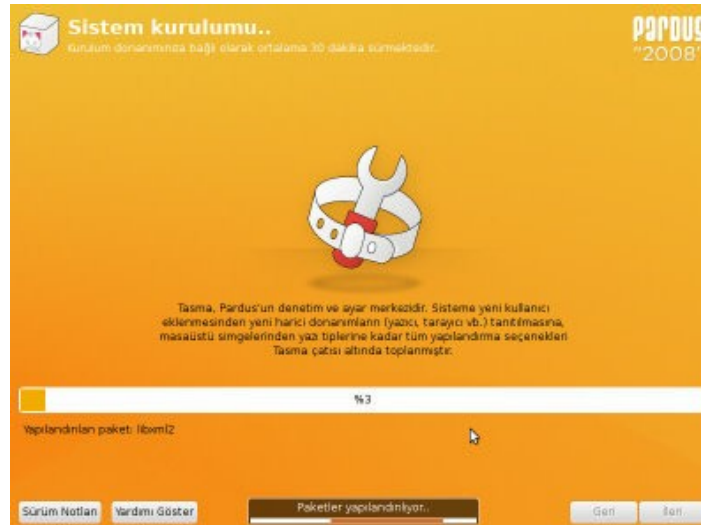 Sistem kurulumu..
Kurulum donanımınıza bağlı olarak ortalama 30 dakika sürmektedir.
PARDUS
"2008"
Tasma, Pardus'un denetim ve ayar merkezidir. Sisteme yeni kullanıcı
eklenmesinden yeni harici donanımların (yazıcı, tarayıcı vb.) tanıtılmasına,
masaüstü simgelerinden yazı tiplerine kadar tüm yapılandırma seçenekleri
Tasma çatısı altında toplanmıştır.
%3
Yapılandırılan paket: libxml2
Sürüm Notları
Yardımı Göster
Paketler yapılandırılıyor..
Geri
İleri